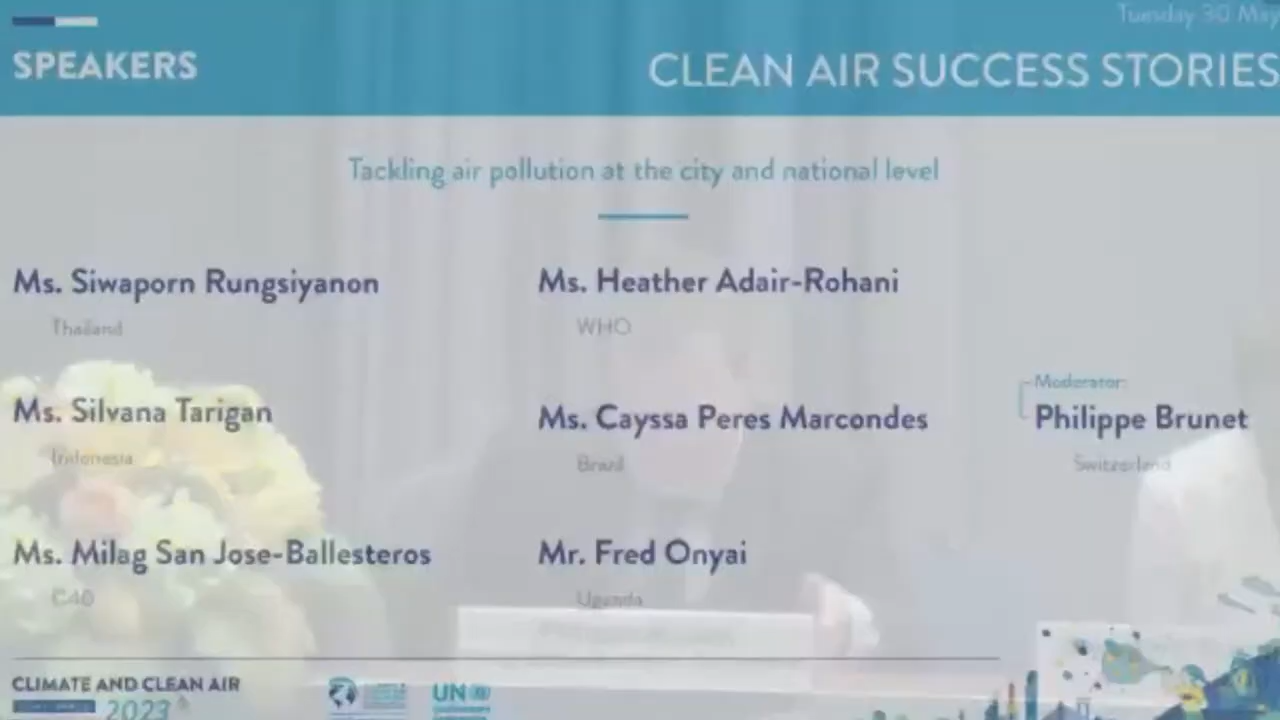 Tuesday 30 May
SPEAKERS
CLEAN AIR SUCCESS STORIES
Tackling air pollution at the city and national level
Ms. Siwaporn Rungsiyanon
Thailand
Ms. Heather Adair-Rohani
WHO
Moderator:
Philippe Brunet
Switzerland
Ms. Silvana Tarigan
Indonesia
Ms. Cayssa Peres Marcondes
Brazil
Ms. Milag San Jose-Ballesteros
C40
Mr. Fred Onyai
Uganda
CLIMATE AND CLEAN AIR
2023
UN